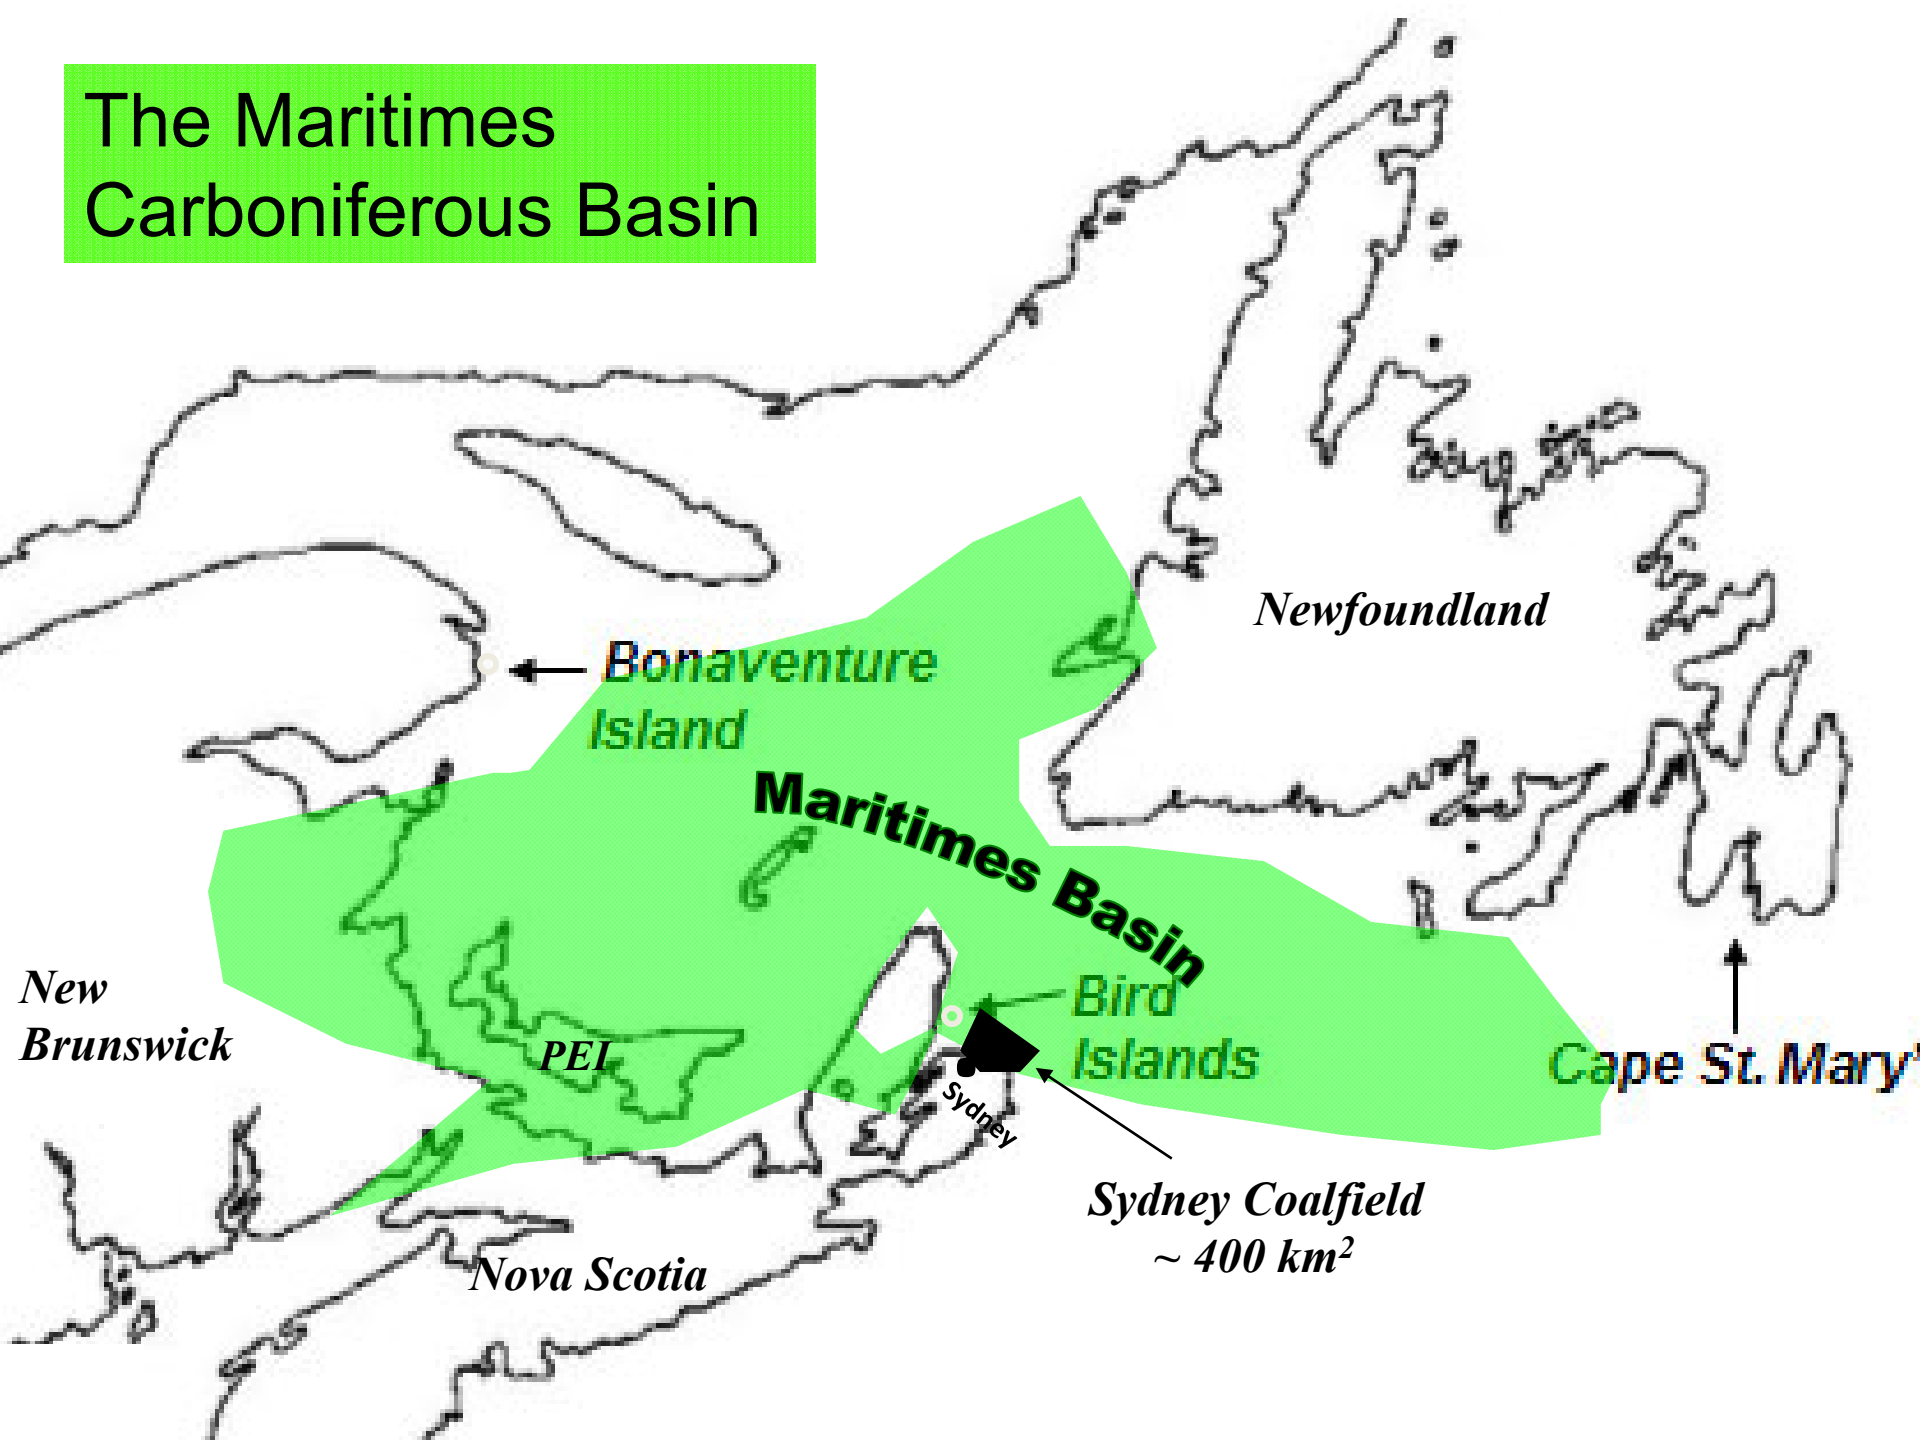 The Maritimes
Carboniferous Basin
Newfoundland
Bonaventure
Island
Maritimes Basin
New
Brunswick
PEI
Bird
Islands
Sydney
Cape St. Mary'
Sydney Coalfield
~ 400 km²
Nova Scotia